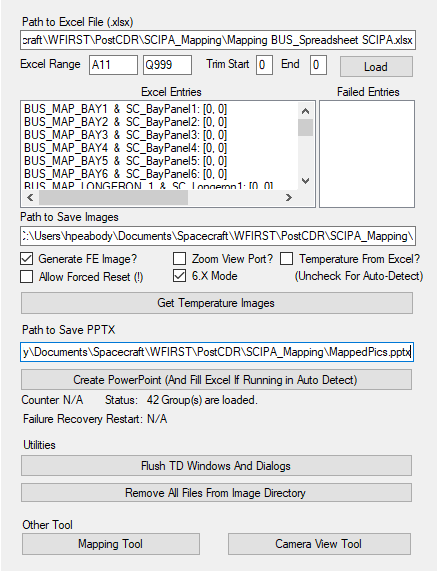 Path to Excel File (.xlsx)
craft\WFIRST\PostCDR\SCIPA_Mapping\Mapping BUS_Spreadsheet SCIPA.xlsx
Excel Range A11 Q999 Trim Start 0 End 0 Load
Excel Entries Failed Entries
BUS_MAP_BAY1 & SC_BayPanel1: [0, 0]
BUS_MAP_BAY2 & SC_BayPanel2: [0, 0]
BUS_MAP_BAY3 & SC_BayPanel3: [0, 0]
BUS_MAP_BAY4 & SC_BayPanel4: [0, 0]
BUS_MAP_BAY5 & SC_BayPanel5: [0, 0]
BUS_MAP_BAY6 & SC_BayPanel6: [0, 0]
BUS_MAP_LONGERON_1 & SC_Longeron1: [0, 0]
Path to Save Images
C:\Users\hpeabody\Documents\Spacecraft\WFIRST\PostCDR\SCIPA_Mapping\
Generate FE Image? Zoom View Port? Temperature From Excel?
Allow Forced Reset (!) 6.X Mode (Uncheck For Auto-Detect)
Get Temperature Images
Path to Save PPTX
y\Documents\Spacecraft\WFIRST\PostCDR\SCIPA_Mapping\MappedPics.pptx
Create PowerPoint (And Fill Excel If Running in Auto Detect)
Counter N/A Status: 42 Group(s) are loaded.
Failure Recovery Restart: N/A
Utilities
Flush TD Windows And Dialogs
Remove All Files From Image Directory
Other Tool
Mapping Tool Camera View Tool